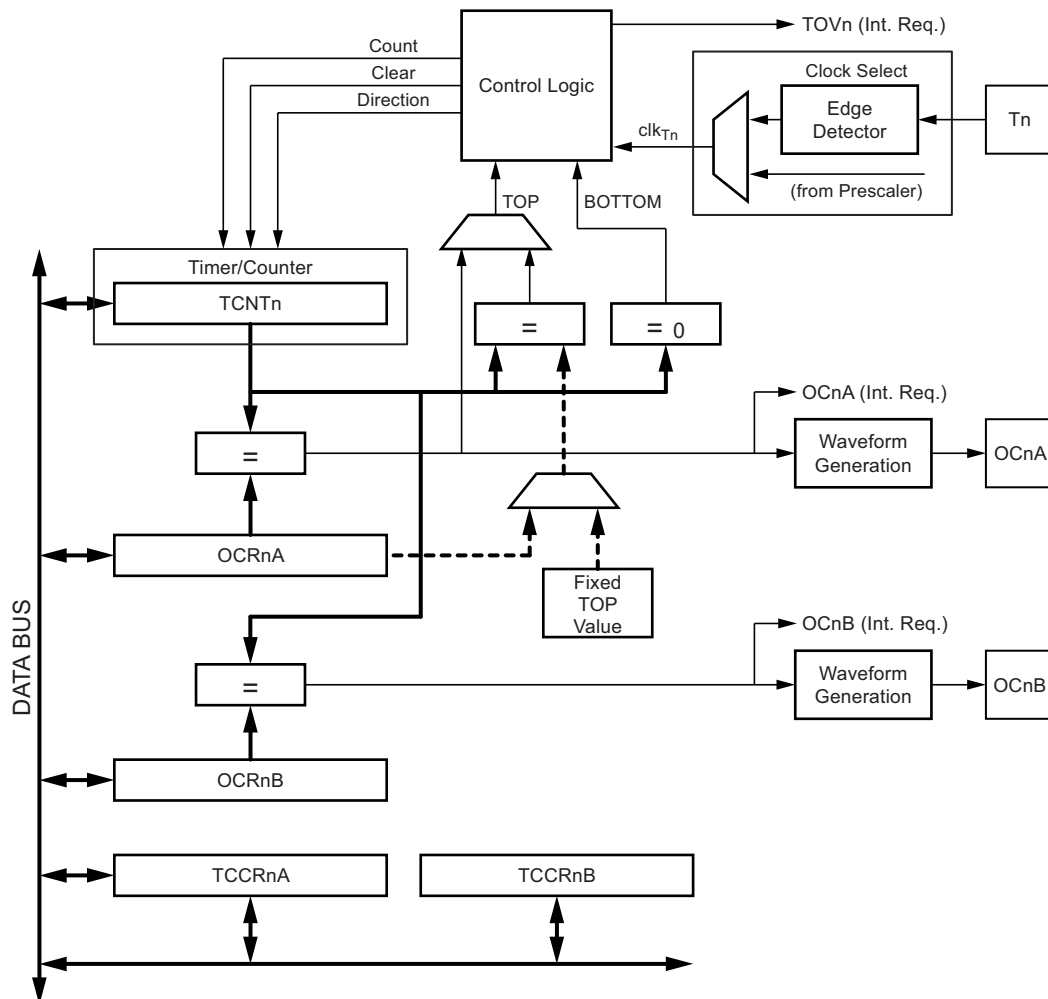 TOVn (Int. Req.)
Count
Clear
Direction
Control Logic
Clock Select
Edge
Detector
Tn
clkTn
(from Prescaler)
TOP
BOTTOM
Timer/Counter
TCNTn
=
= 0
OCnA (Int. Req.)
=
Waveform
Generation
OCnA
OCRnA
Fixed
TOP
Value
DATA BUS
OCnB (Int. Req.)
=
Waveform
Generation
OCnB
OCRnB
TCCRnA
TCCRnB